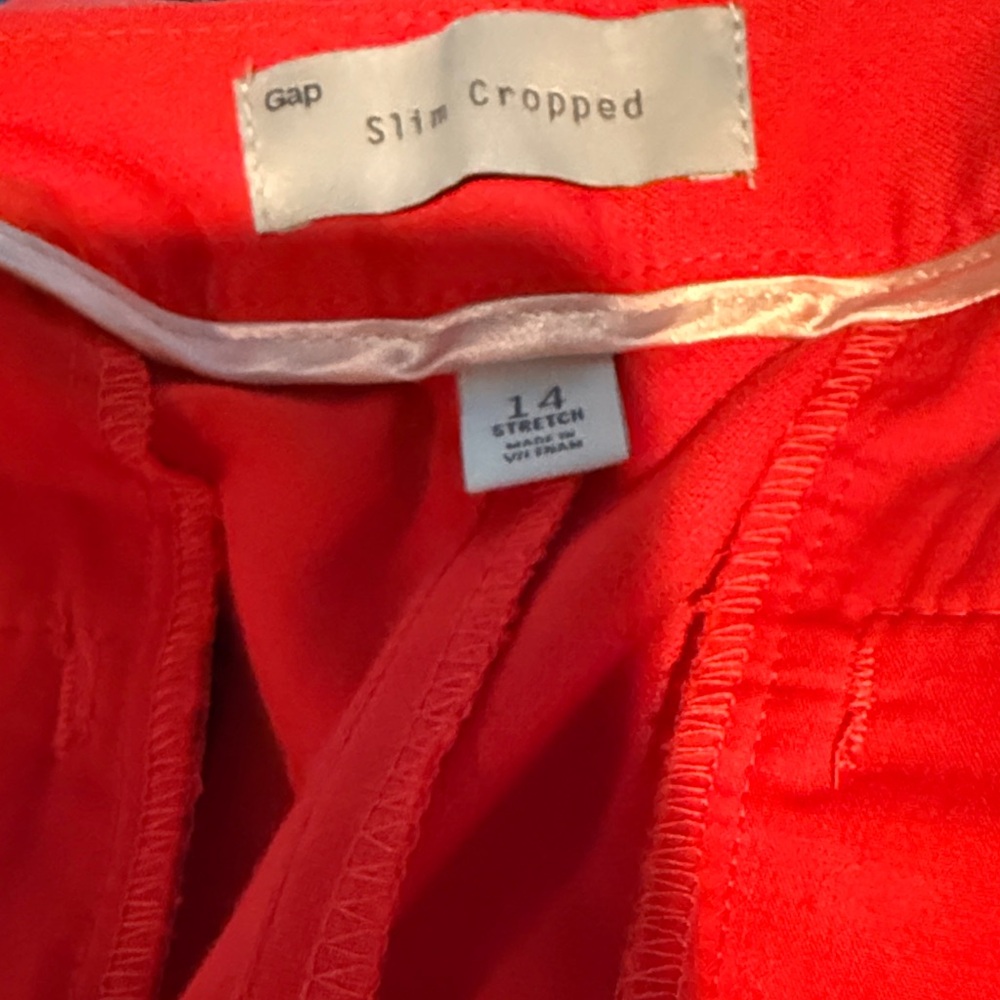 Gap
Slim Cropped
14
STRETCH
MADE IN
VIETNAM